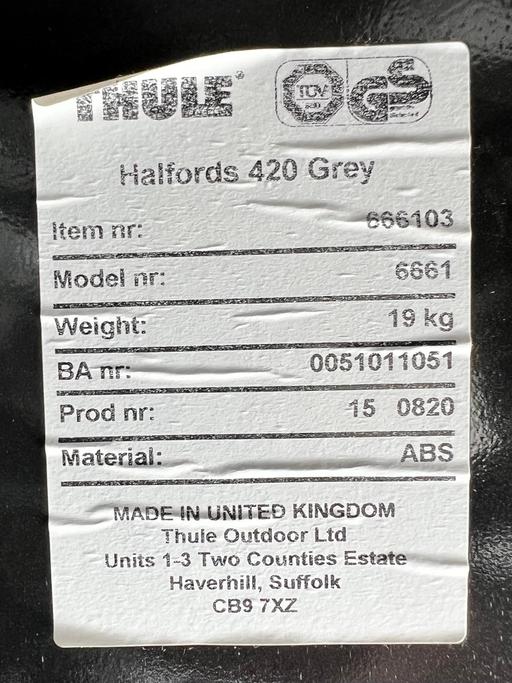 THULE®
TÜV
GS
Halfords 420 Grey
Item nr: 666103
Model nr: 6661
Weight: 19 kg
BA nr: 0051011051
Prod nr: 15 0820
Material: ABS
MADE IN UNITED KINGDOM
Thule Outdoor Ltd
Units 1-3 Two Counties Estate
Haverhill, Suffolk
CB9 7XZ